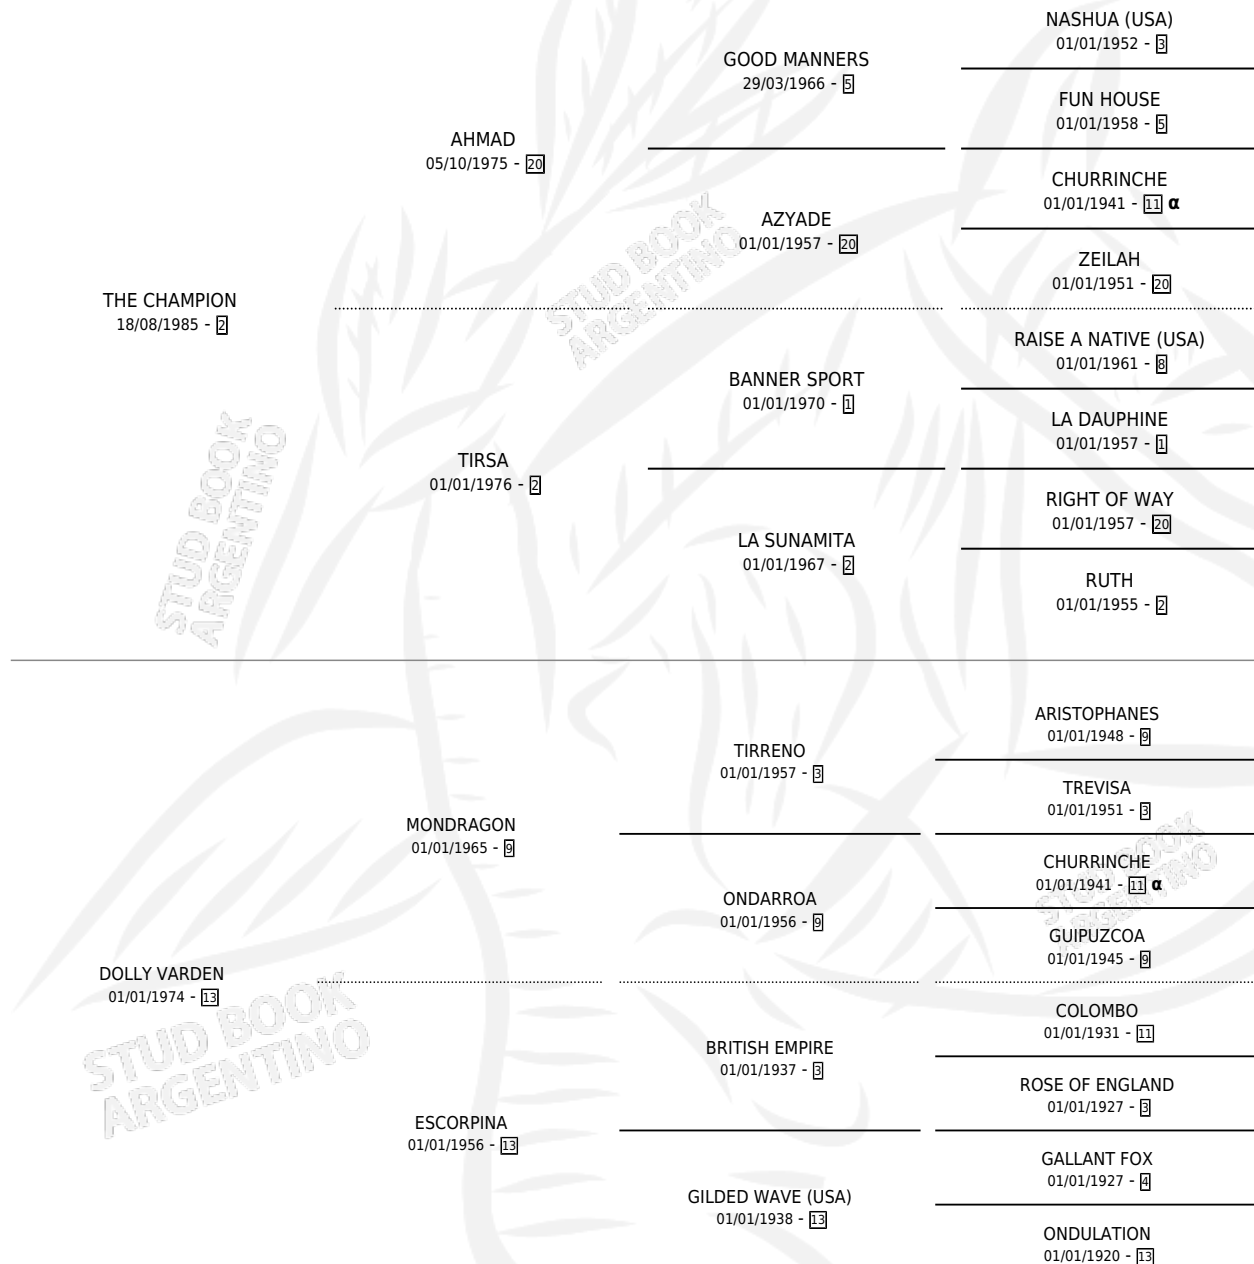 NASHUA (USA)
01/01/1952 - 3
GOOD MANNERS
29/03/1966 - 5
FUN HOUSE
01/01/1958 - 5
AHMAD
05/10/1975 - 20
CHURRINCHE
01/01/1941 - 11 α
AZYADE
01/01/1957 - 20
ZEILAH
01/01/1951 - 20
THE CHAMPION
18/08/1985 - 2
RAISE A NATIVE (USA)
01/01/1961 - 8
BANNER SPORT
01/01/1970 - 1
LA DAUPHINE
01/01/1957 - 1
TIRSA
01/01/1976 - 2
RIGHT OF WAY
01/01/1957 - 20
LA SUNAMITA
01/01/1967 - 2
RUTH
01/01/1955 - 2
ARISTOPHANES
01/01/1948 - 9
TIRRENO
01/01/1957 - 3
TREVISA
01/01/1951 - 3
MONDRAGON
01/01/1965 - 9
CHURRINCHE
01/01/1941 - 11 α
ONDARROA
01/01/1956 - 9
GUIPUZCOA
01/01/1945 - 9
DOLLY VARDEN
01/01/1974 - 13
COLOMBO
01/01/1931 - 11
BRITISH EMPIRE
01/01/1937 - 3
ROSE OF ENGLAND
01/01/1927 - 3
ESCORPINA
01/01/1956 - 13
GALLANT FOX
01/01/1927 - 4
GILDED WAVE (USA)
01/01/1938 - 13
ONDULATION
01/01/1920 - 13
STUD BOOK
ARGENTINO
STUD BOOK
ARGENTINO
STUD BOOK
ARGENTINO
STUD BOOK
ARGENTINO